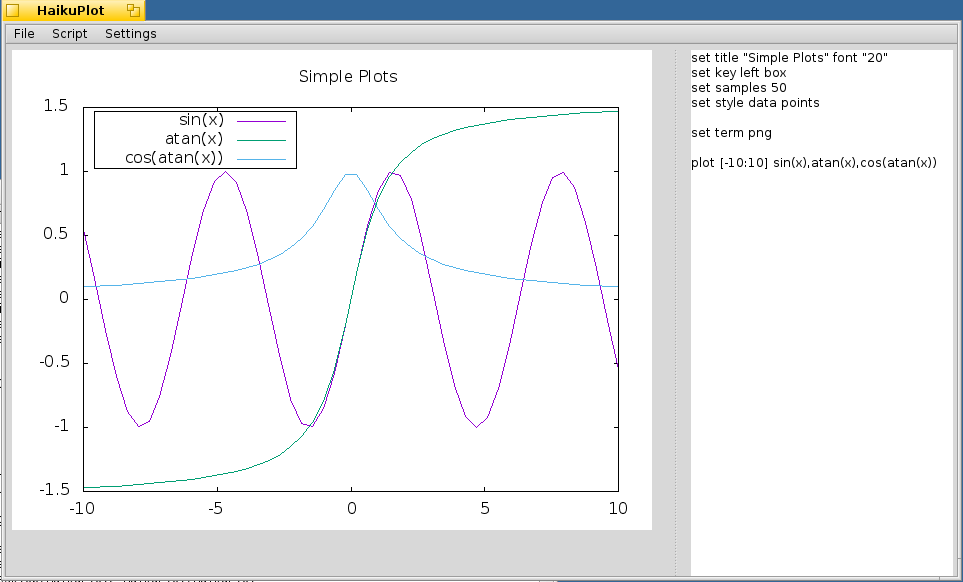 HaikuPlot
File Script Settings
Simple Plots
1.5
1
0.5
0
-0.5
-1
-1.5
sin(x)
atan(x)
cos(atan(x))
-10 -5 0 5 10
set title "Simple Plots" font "20"
set key left box
set samples 50
set style data points
set term png
plot [-10:10] sin(x),atan(x),cos(atan(x))